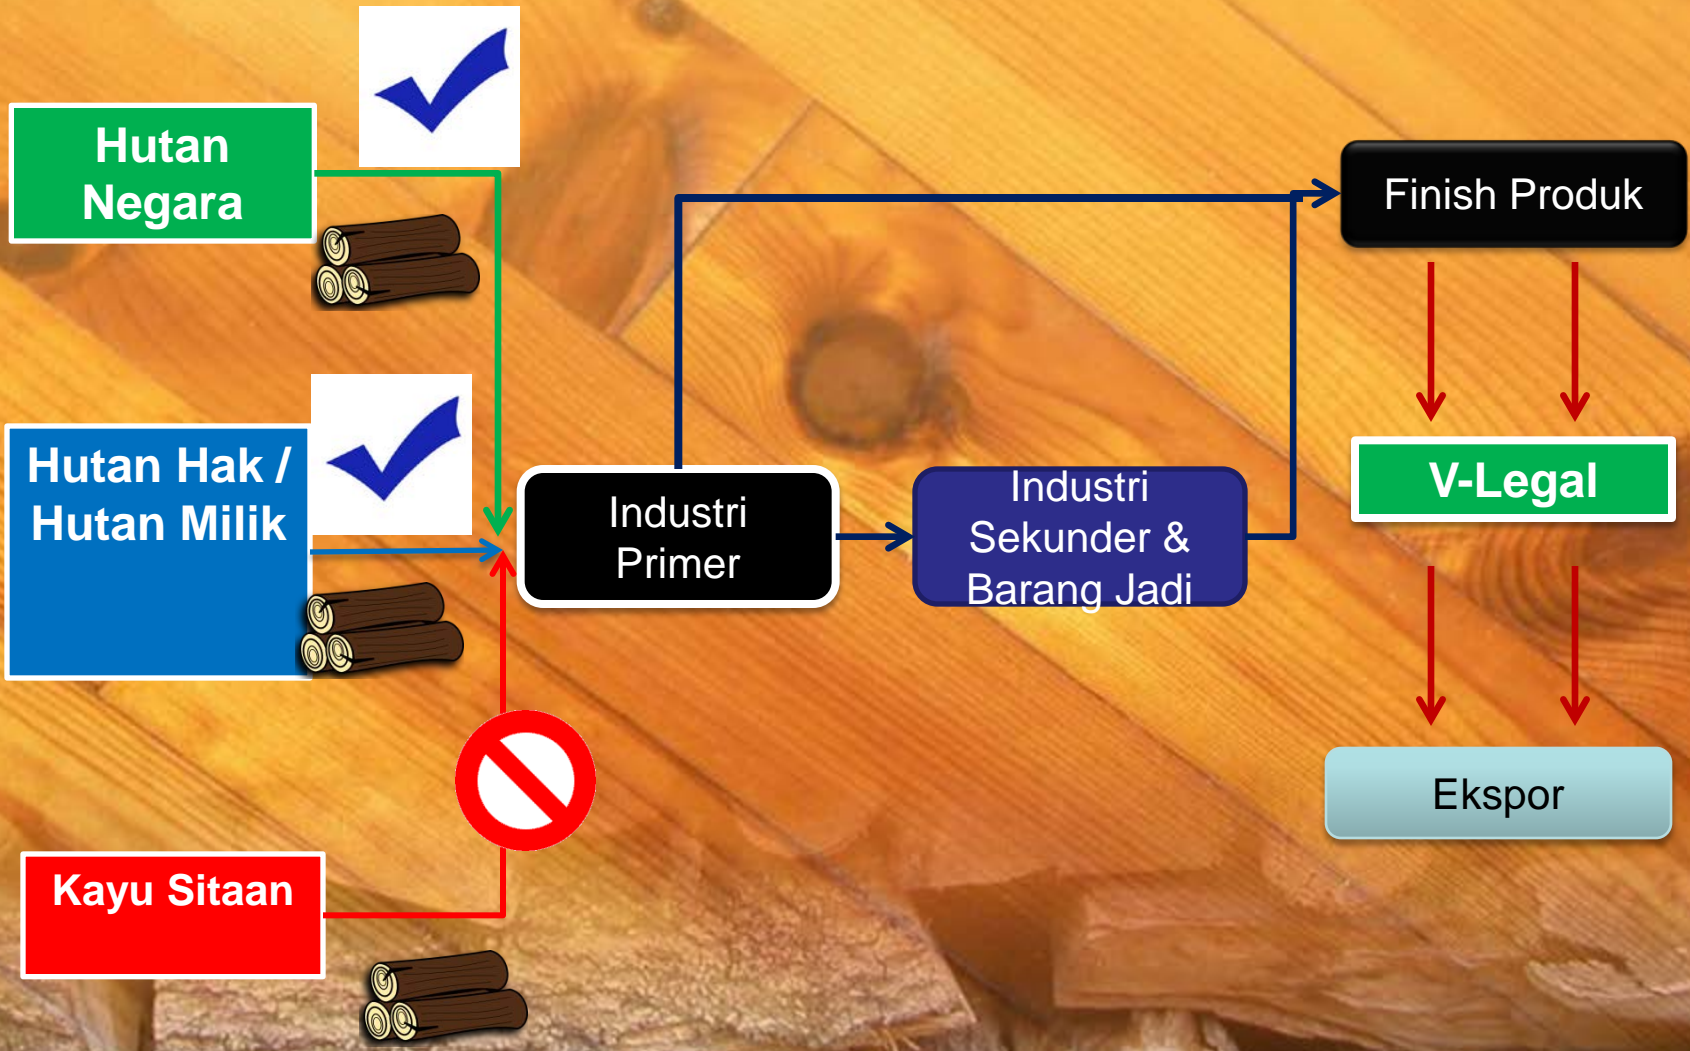 Hutan
Negara
Hutan Hak /
Hutan Milik
Kayu Sitaan
Industri
Primer
Industri
Sekunder &
Barang Jadi
Finish Produk
V-Legal
Ekspor